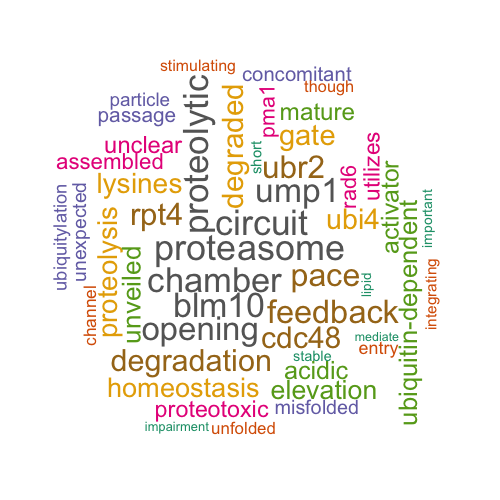 stimulating
concomitant
though
particle
passage
proteolytic
degraded
pma1
mature
gate
unclear
assembled
short
ubr2
rad6
utilizes
lysines
ump1
activator
rpt4
circuit
ubi4
ubiquitylation
unexpected
proteolysis
unveiled
proteasome
ubiquitin-dependent
important
chamber
pace
lipid
integrating
blm10
feedback
channel
opening
cdc48
mediate
entry
degradation
stable
acidic
homeostasis
elevation
proteotoxic
misfolded
impairment
unfolded